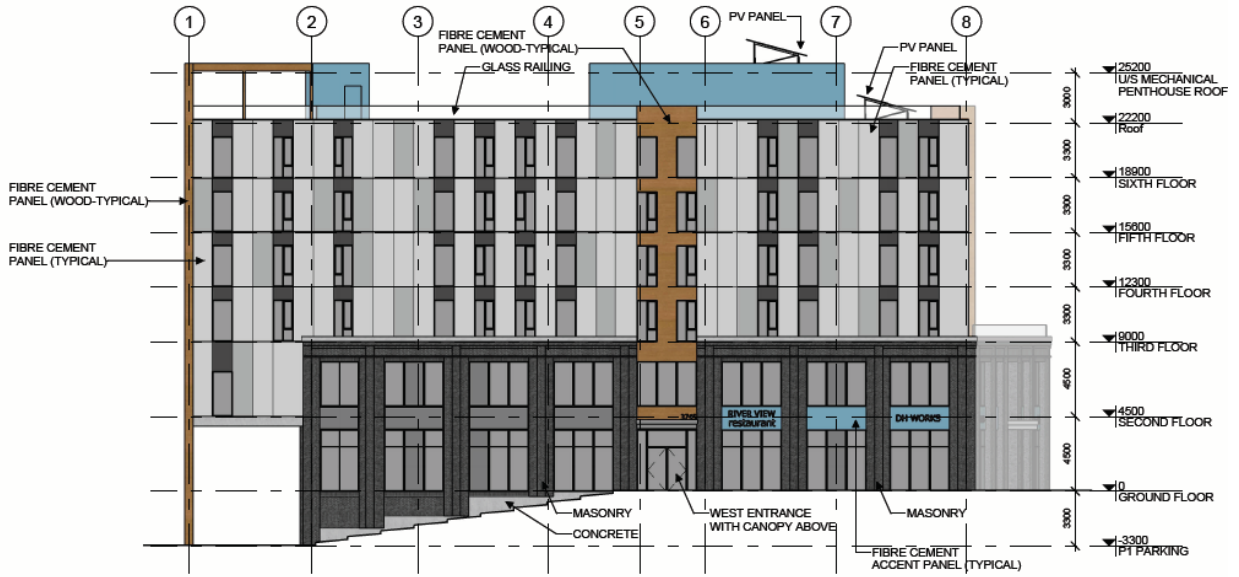 1 2 3 4 5 6 7 8
PV PANEL
FIBRE CEMENT
PANEL (WOOD-TYPICAL)
GLASS RAILING
PV PANEL
FIBRE CEMENT
PANEL (TYPICAL)
25200
U/S MECHANICAL
PENTHOUSE ROOF
3000
22200
Roof
3300
18900
SIXTH FLOOR
FIBRE CEMENT
PANEL (WOOD-TYPICAL)
3300
15600
FIFTH FLOOR
FIBRE CEMENT
PANEL (TYPICAL)
3300
12300
FOURTH FLOOR
3300
9000
THIRD FLOOR
4500
RIVER VIEW
restaurant
DH WORKS
4500
SECOND FLOOR
4500
0
GROUND FLOOR
MASONRY
CONCRETE
WEST ENTRANCE
WITH CANOPY ABOVE
MASONRY
3300
FIBRE CEMENT
ACCENT PANEL (TYPICAL)
-3300
P1 PARKING